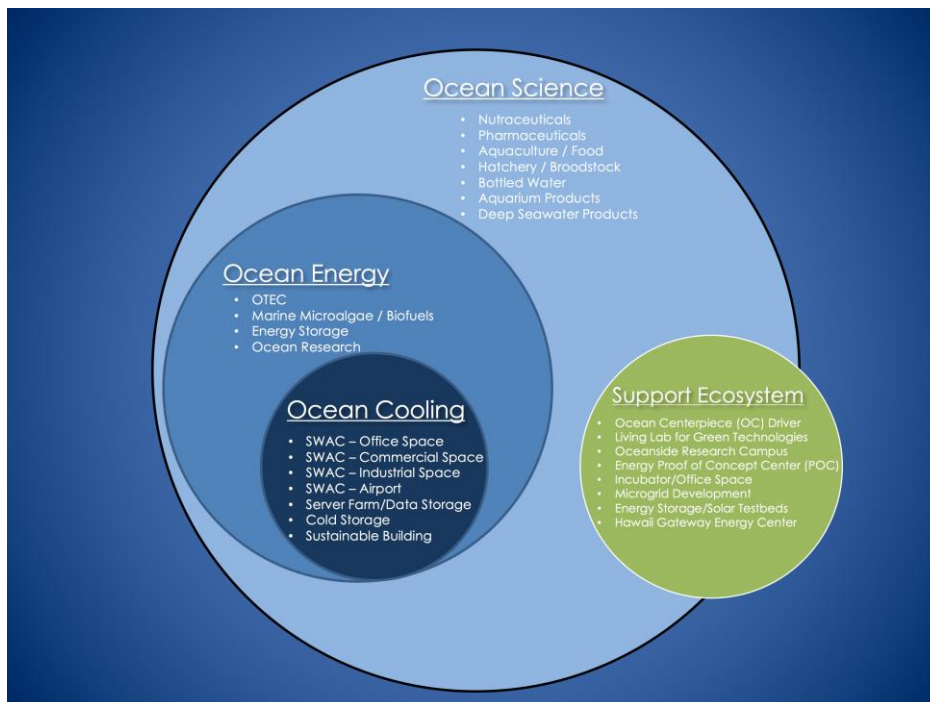 Ocean Science
• Nutraceuticals
• Pharmaceuticals
• Aquaculture / Food
• Hatchery / Broodstock
• Bottled Water
• Aquarium Products
• Deep Seawater Products
Ocean Energy
• OTEC
• Marine Microalgae / Biofuels
• Energy Storage
• Ocean Research
Ocean Cooling
• SWAC – Office Space
• SWAC – Commercial Space
• SWAC – Industrial Space
• SWAC – Airport
• Server Farm/Data Storage
• Cold Storage
• Sustainable Building
Support Ecosystem
• Ocean Centerpiece (OC) Driver
• Living Lab for Green Technologies
• Oceanside Research Campus
• Energy Proof of Concept Center (POC)
• Incubator/Office Space
• Microgrid Development
• Energy Storage/Solar Testbeds
• Hawaii Gateway Energy Center